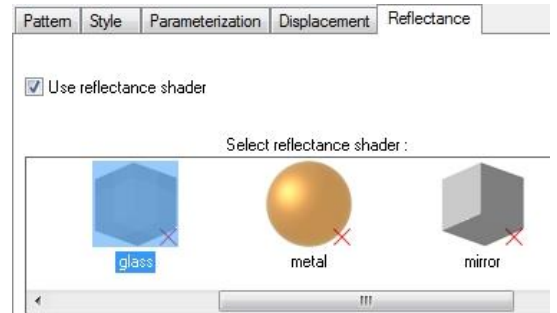 Pattern Style Parameterization Displacement Reflectance
Use reflectance shader
Select reflectance shader :
glass metal mirror